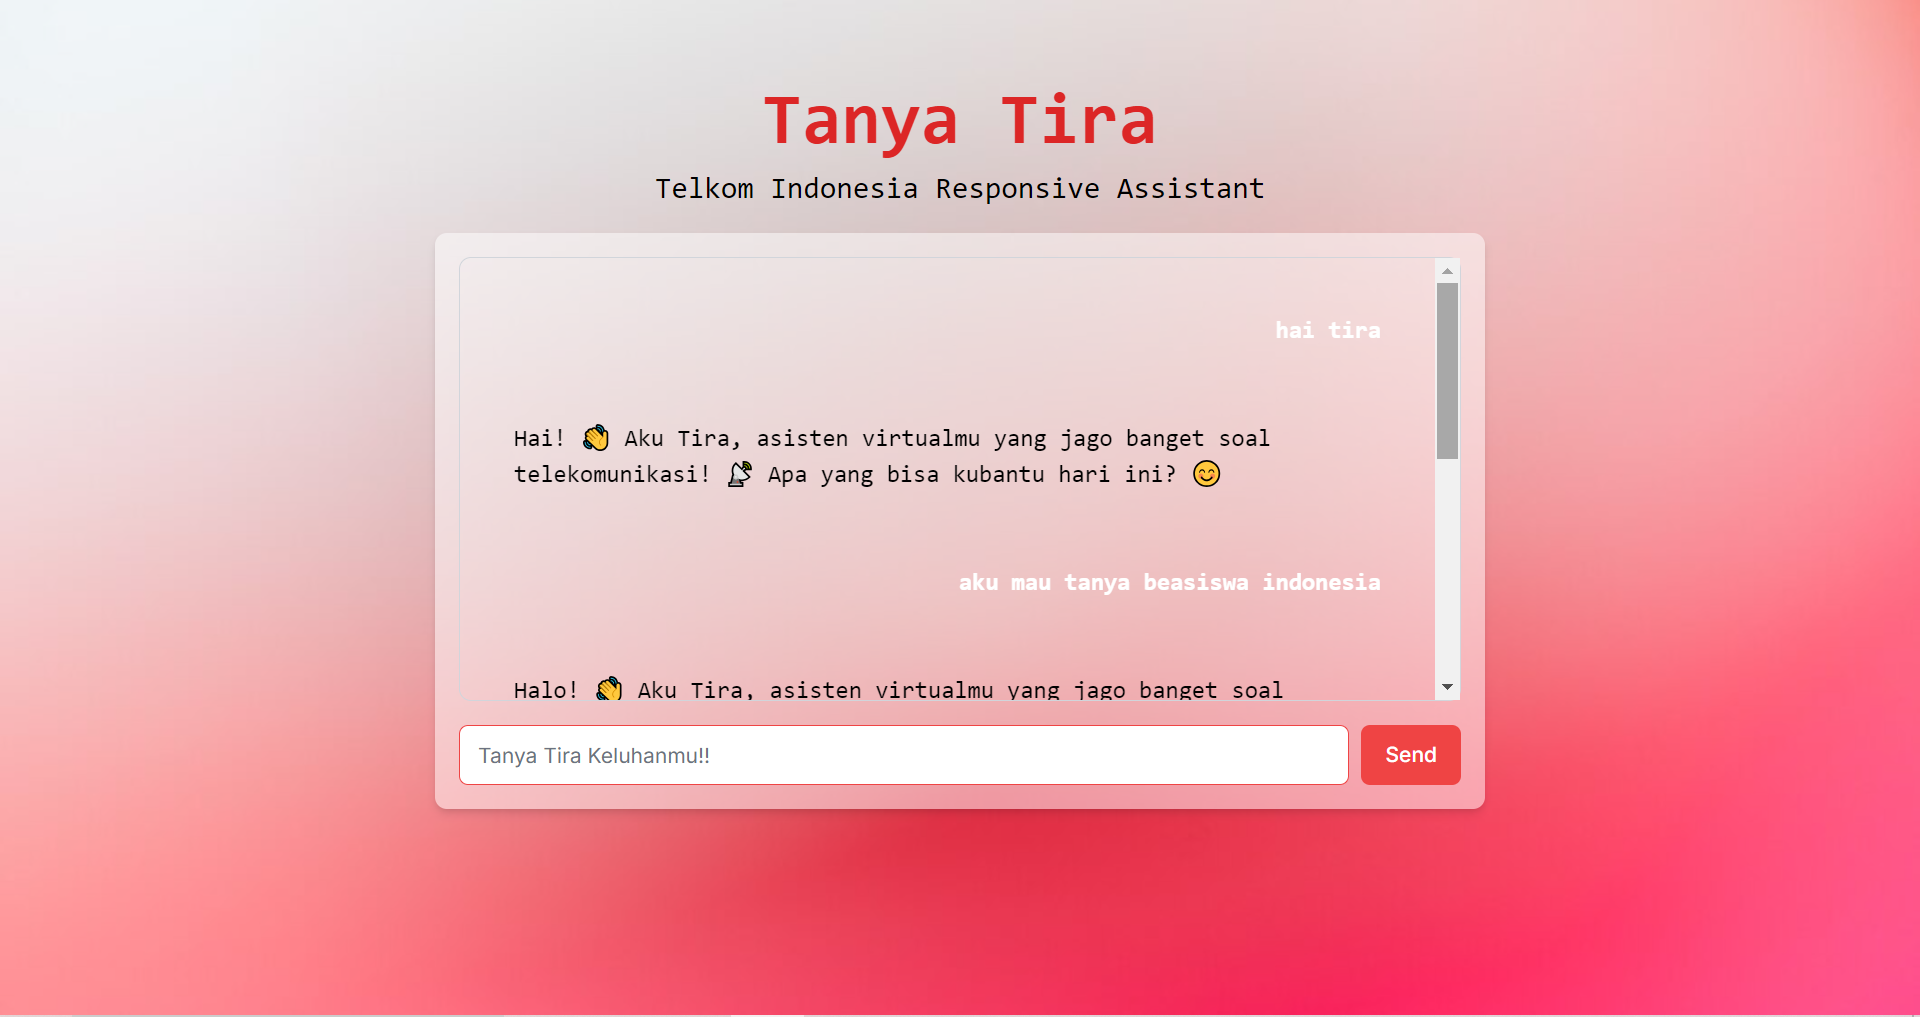 Tanya Tira
Telkom Indonesia Responsive Assistant
hai tira
Hai! 👋 Aku Tira, asisten virtualmu yang jago banget soal
telekomunikasi! 📡 Apa yang bisa kubantu hari ini? 😊
aku mau tanya beasiswa indonesia
Halo! 👋 Aku Tira, asisten virtualmu yang jago banget soal
Tanya Tira Keluhanmu!!
Send